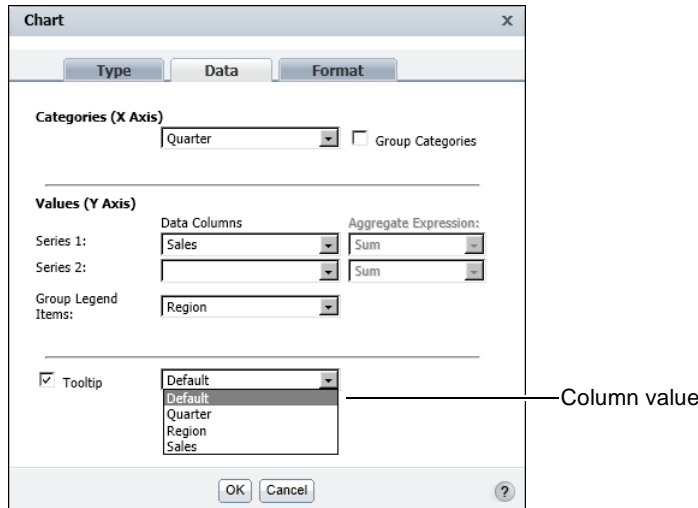 Chart x
Type Data Format
Categories (X Axis)
Quarter Group Categories
Values (Y Axis)
Data Columns Aggregate Expression:
Series 1: Sales Sum
Series 2: Sum
Group Legend
Items: Region
Tooltip Default
Default Column value
Quarter
Region
Sales
OK Cancel ?